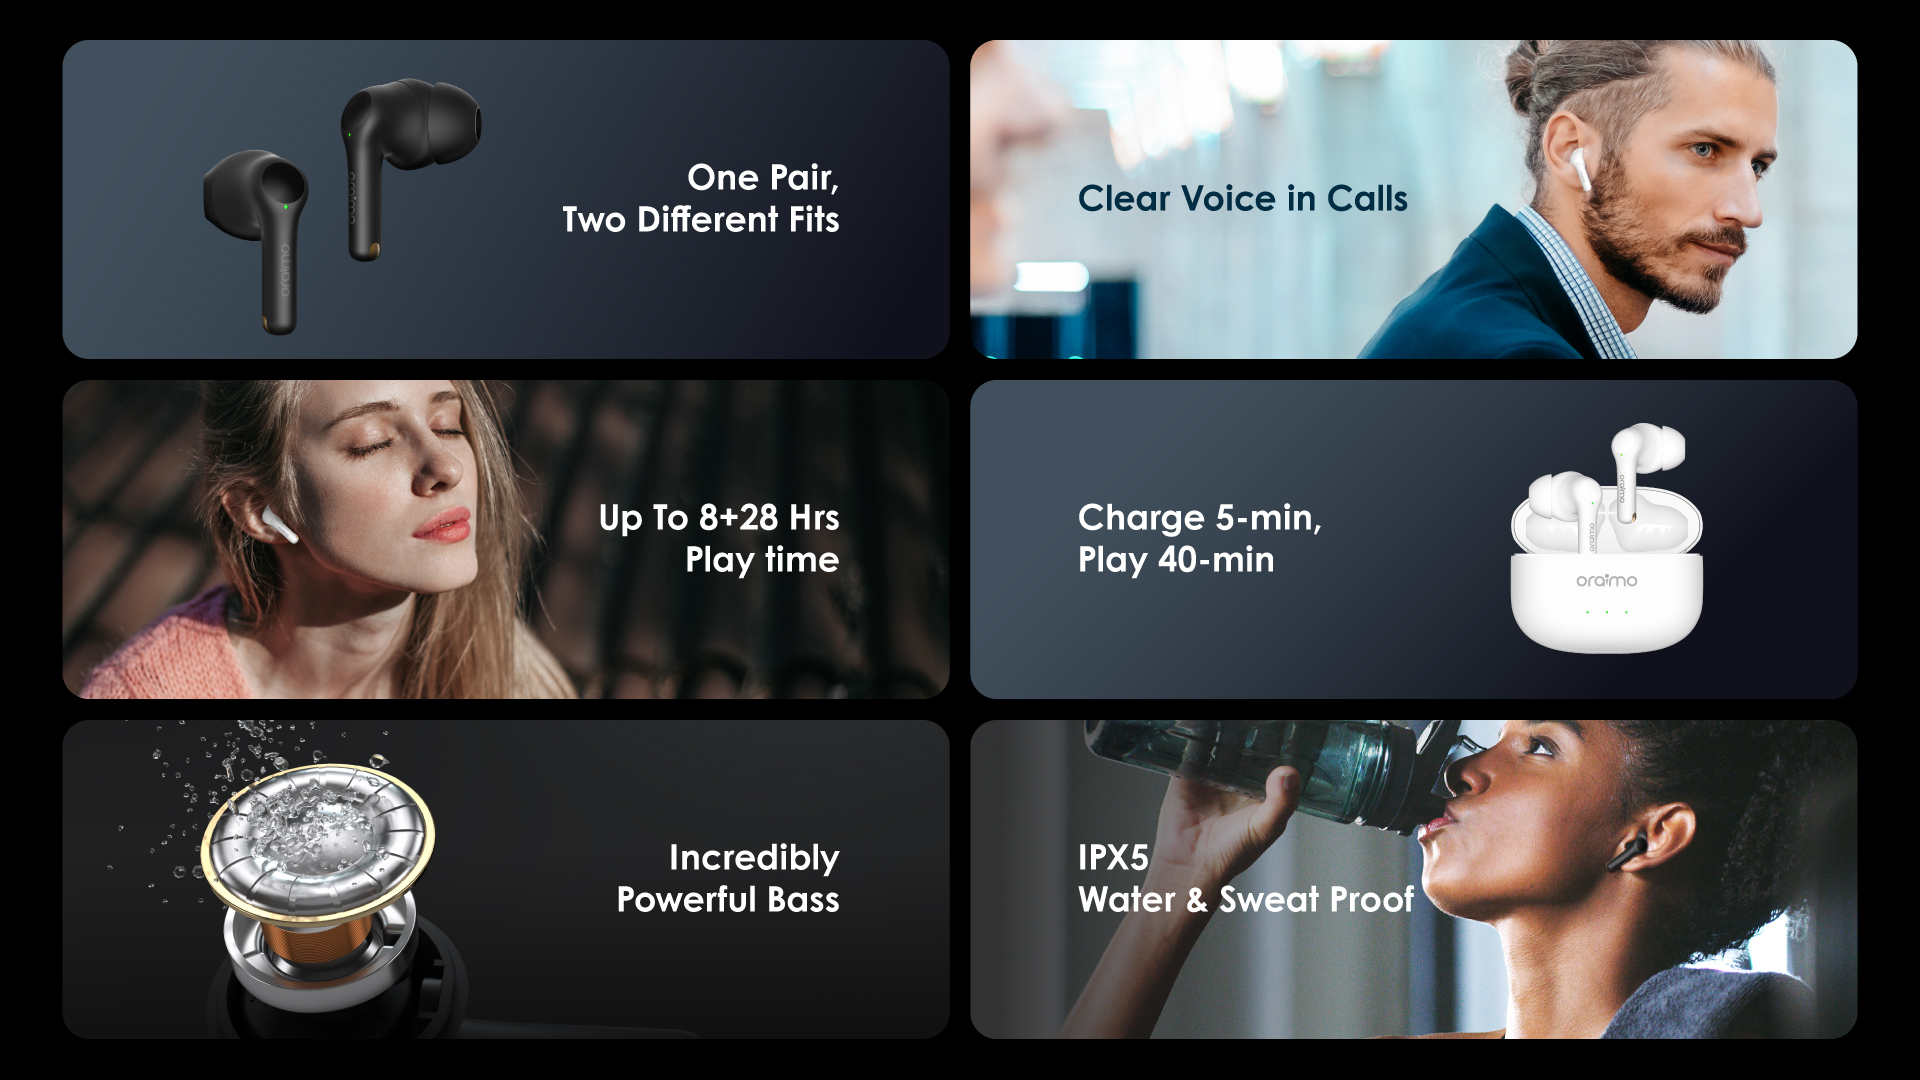 oraimo
oraimo
One Pair,
Two Different Fits
Clear Voice in Calls
Up To 8+28 Hrs
Play time
Charge 5-min,
Play 40-min
oraimo
oraimo
oraimo
Incredibly
Powerful Bass
IPX5
Water & Sweat Proof